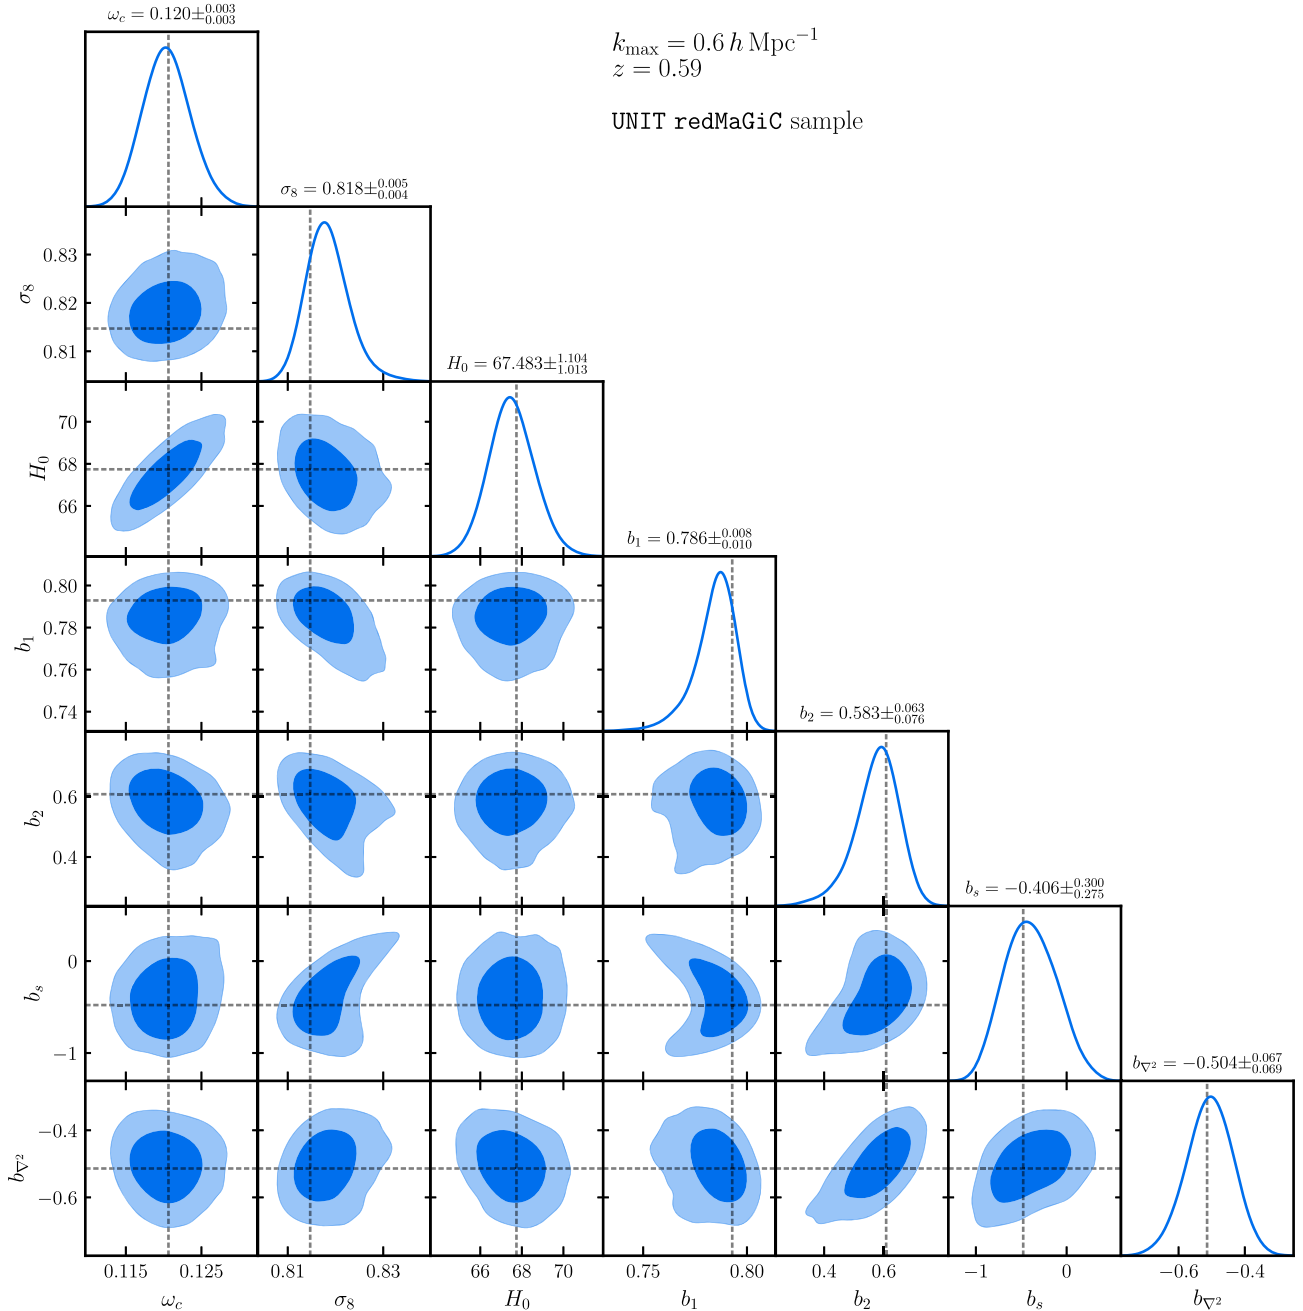 ω_c = 0.120±^{0.003}_{0.003}
k_max = 0.6 h Mpc⁻¹
z = 0.59
UNIT redMaGiC sample
σ_8 = 0.818±^{0.005}_{0.004}
σ_8
0.83
0.82
0.81
H_0 = 67.483±^{1.104}_{1.013}
H_0
70
68
66
b_1 = 0.786±^{0.008}_{0.010}
b_1
0.80
0.78
0.76
0.74
b_2 = 0.583±^{0.063}_{0.076}
b_2
0.6
0.4
b_s = −0.406±^{0.300}_{0.275}
b_s
0
−1
b_{∇²} = −0.504±^{0.067}_{0.069}
b_{∇²}
−0.4
−0.6
0.115 0.125 0.81 0.83 66 68 70 0.75 0.80 0.4 0.6 −1 0 −0.6 −0.4
ω_c σ_8 H_0 b_1 b_2 b_s b_{∇²}